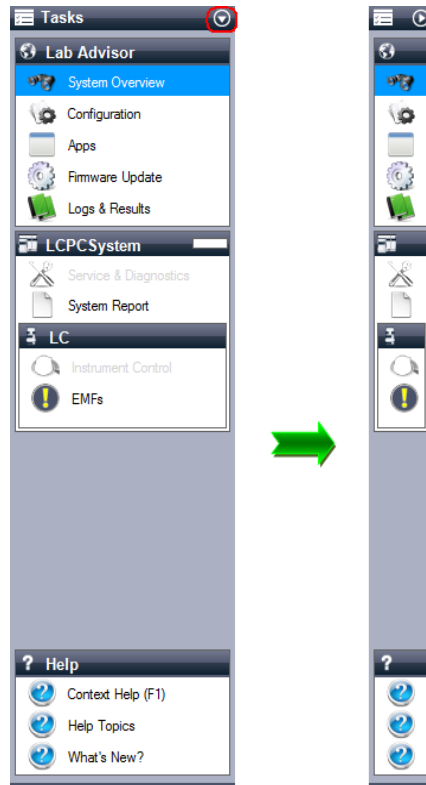 Tasks
Lab Advisor
System Overview
Configuration
Apps
Firmware Update
Logs & Results
LCPCSystem
Service & Diagnostics
System Report
LC
Instrument Control
EMFs
? Help
Context Help (F1)
Help Topics
What's New?